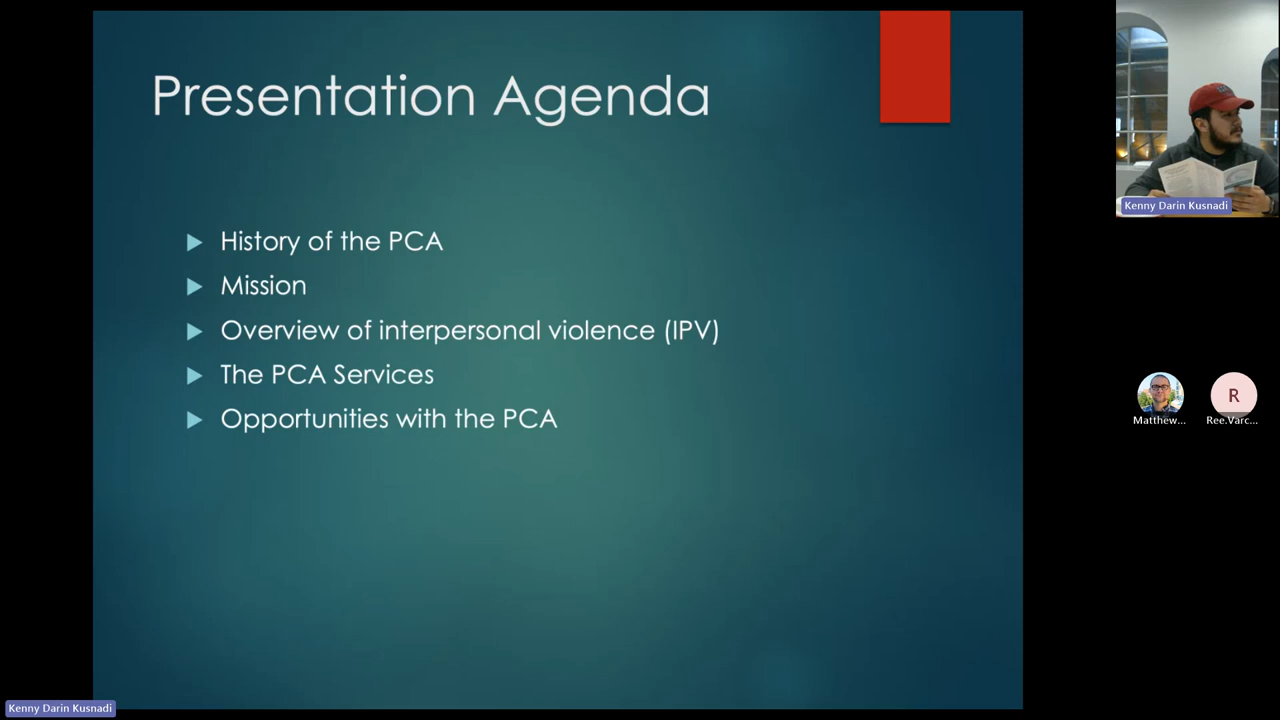 Presentation Agenda
History of the PCA
Mission
Overview of interpersonal violence (IPV)
The PCA Services
Opportunities with the PCA
Kenny Darin Kusnadi
R
Matthew...
Ree.Varc...
Kenny Darin Kusnadi